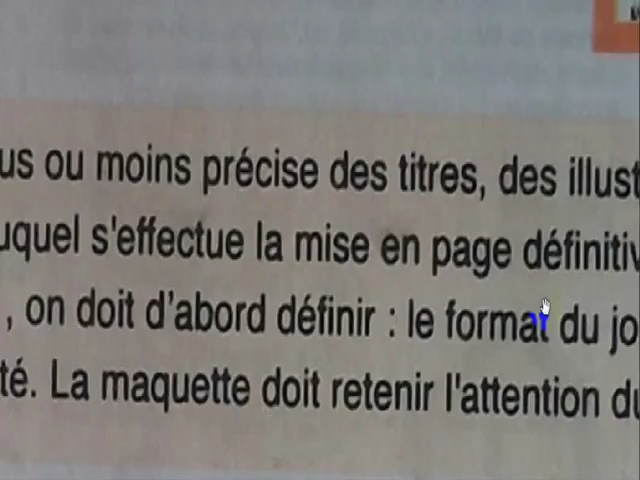 us ou moins précise des titres, des illust
uquel s'effectue la mise en page définitiv
, on doit d'abord définir : le format du jo
té. La maquette doit retenir l'attention du